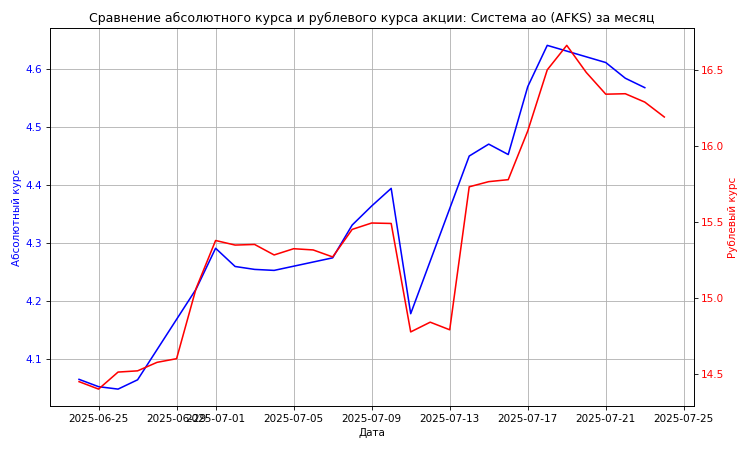 Сравнение абсолютного курса и рублевого курса акции: Система ао (AFKS) за месяц
Абсолютный курс
4.6
4.5
4.4
4.3
4.2
4.1
16.5
16.0
15.5
15.0
14.5
Рублевый курс
2025-06-25 2025-06-29 2025-07-01 2025-07-05 2025-07-09 2025-07-13 2025-07-17 2025-07-21 2025-07-25
Дата